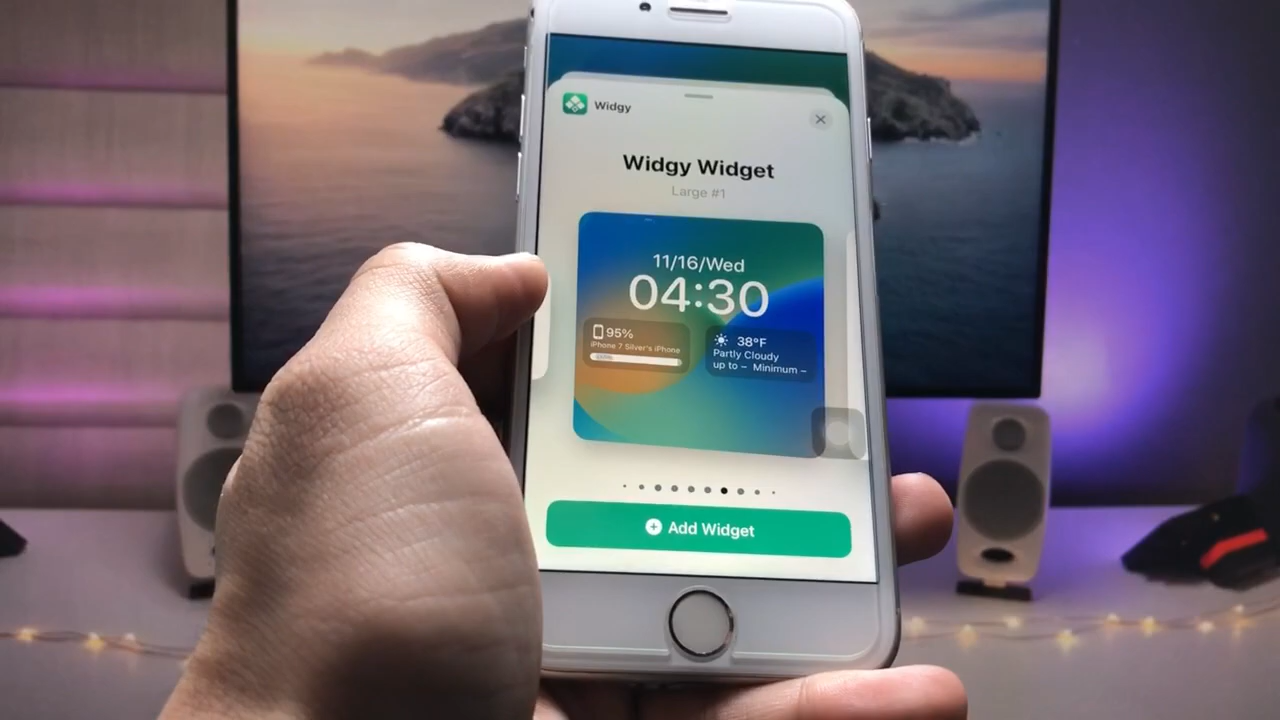 Widgy
Widgy Widget
Large #1
11/16/Wed
04:30
95%
iPhone 7 Silver's iPhone
38°F
Partly Cloudy
up to – Minimum –
Add Widget